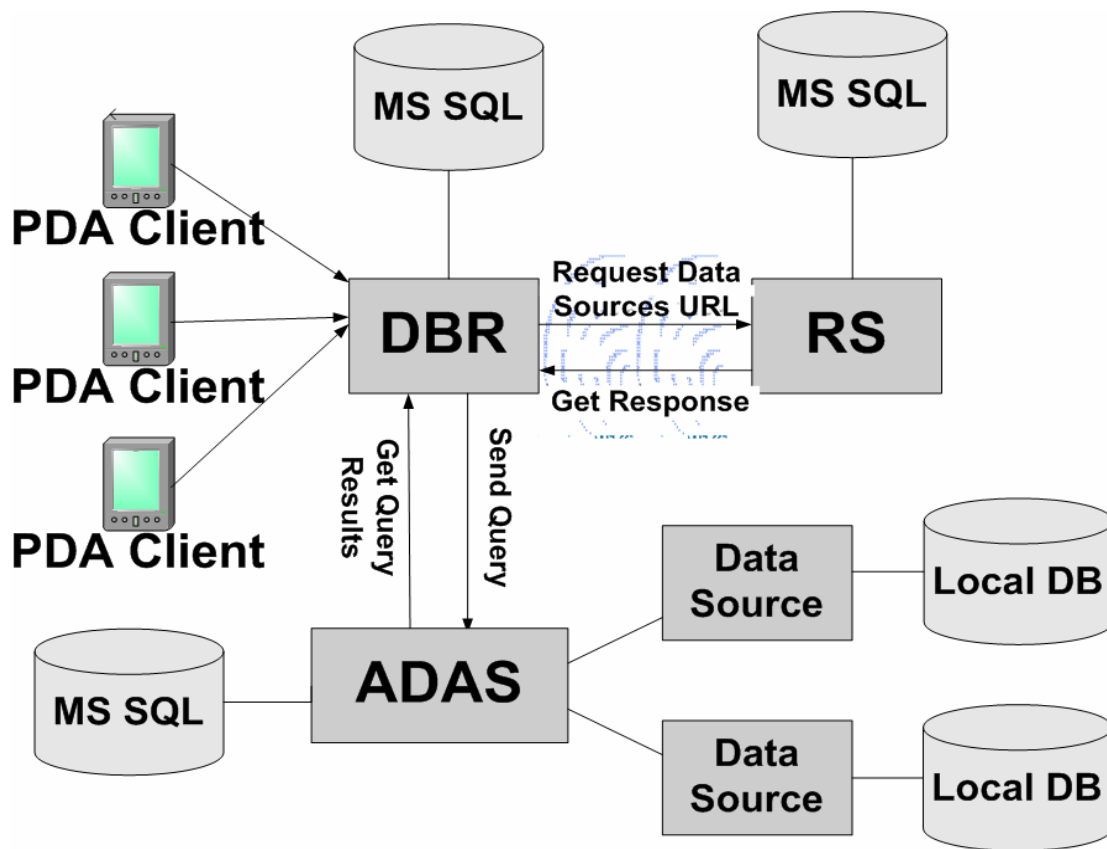 MS SQL
MS SQL
PDA Client
PDA Client
PDA Client
DBR
Request Data
Sources URL
RS
Get Response
Get Query
Results
Send Query
Data
Source
Local DB
ADAS
MS SQL
Data
Source
Local DB